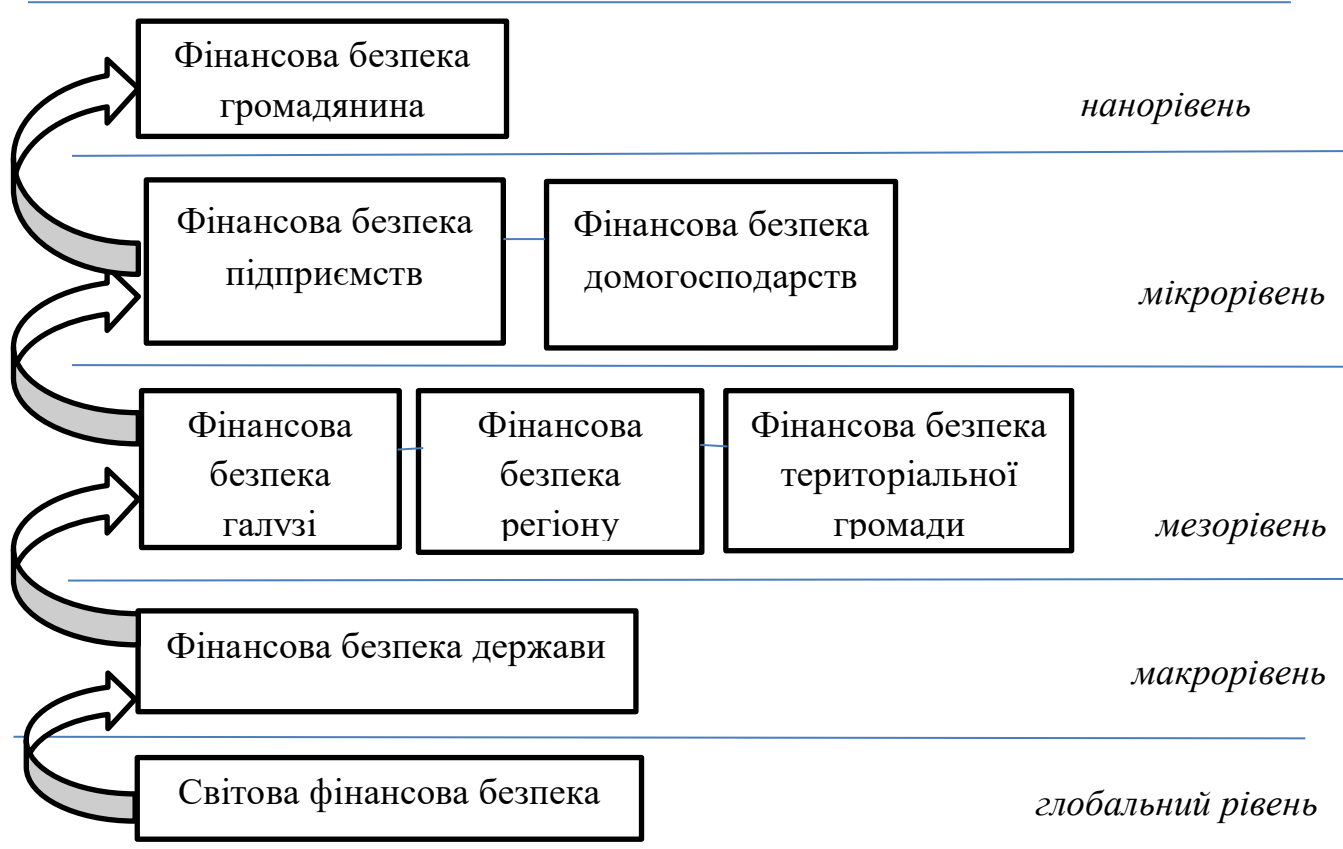 Фінансова безпека
громадянина
нанорівень
Фінансова безпека
підприємств
Фінансова безпека
домогосподарств
мікрорівень
Фінансова
безпека
галузі
Фінансова
безпека
регіону
Фінансова безпека
територіальної
громади
мезорівень
Фінансова безпека держави
макрорівень
Світова фінансова безпека
глобальний рівень